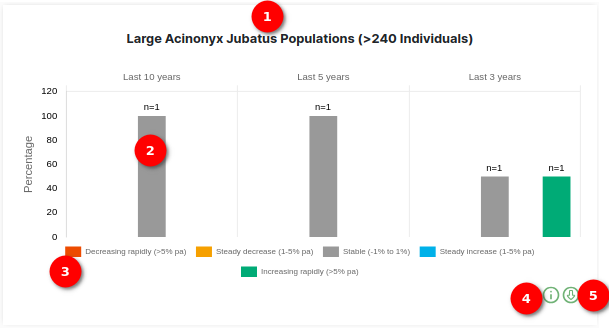 1
Large Acinonyx Jubatus Populations (>240 Individuals)
Last 10 years Last 5 years Last 3 years
120
n=1 n=1
100
80
2
60
n=1 n=1
40
20
0
Percentage
Decreasing rapidly (>5% pa) Steady decrease (1-5% pa) Stable (-1% to 1%) Steady increase (1-5% pa)
3
Increasing rapidly (>5% pa)
4 i 5